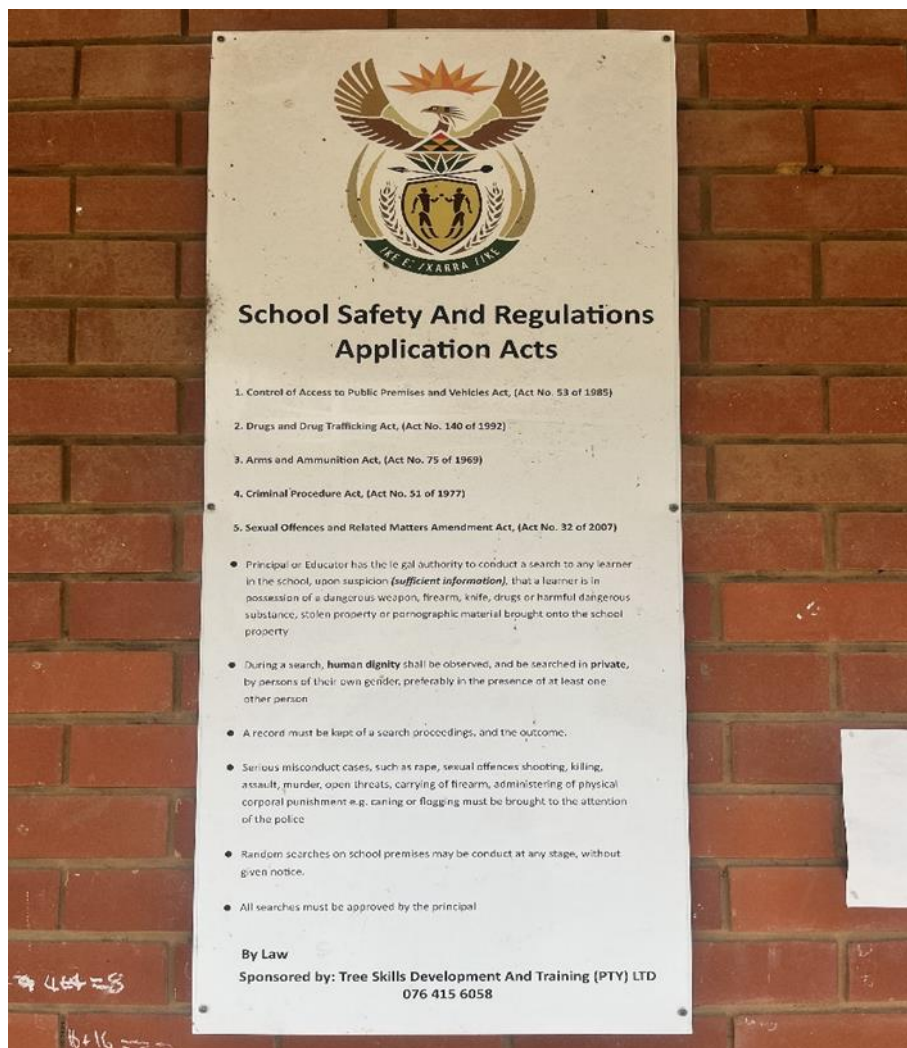 !KE E: /XARRA //KE
School Safety And Regulations
Application Acts
1. Control of Access to Public Premises and Vehicles Act, (Act No. 53 of 1985)
2. Drugs and Drug Trafficking Act, (Act No. 140 of 1992)
3. Arms and Ammunition Act, (Act No. 75 of 1969)
4. Criminal Procedure Act, (Act No. 51 of 1977)
5. Sexual Offences and Related Matters Amendment Act, (Act No. 32 of 2007)
• Principal or Educator has the le gal authority to conduct a search to any learner
in the school, upon suspicion (sufficient information), that a learner is in
possession of a dangerous weapon, firearm, knife, drugs or harmful dangerous
substance, stolen property or pornographic material brought onto the school
property
• During a search, human dignity shall be observed, and be searched in private,
by persons of their own gender, preferably in the presence of at least one
other person
• A record must be kept of a search proceedings, and the outcome.
• Serious misconduct cases, such as rape, sexual offences shooting, killing,
assault, murder, open threats, carrying of firearm, administering of physical
corporal punishment e.g. caning or flogging must be brought to the attention
of the police
• Random searches on school premises may be conduct at any stage, without
given notice.
• All searches must be approved by the principal
By Law
Sponsored by: Tree Skills Development And Training (PTY) LTD
076 415 6058